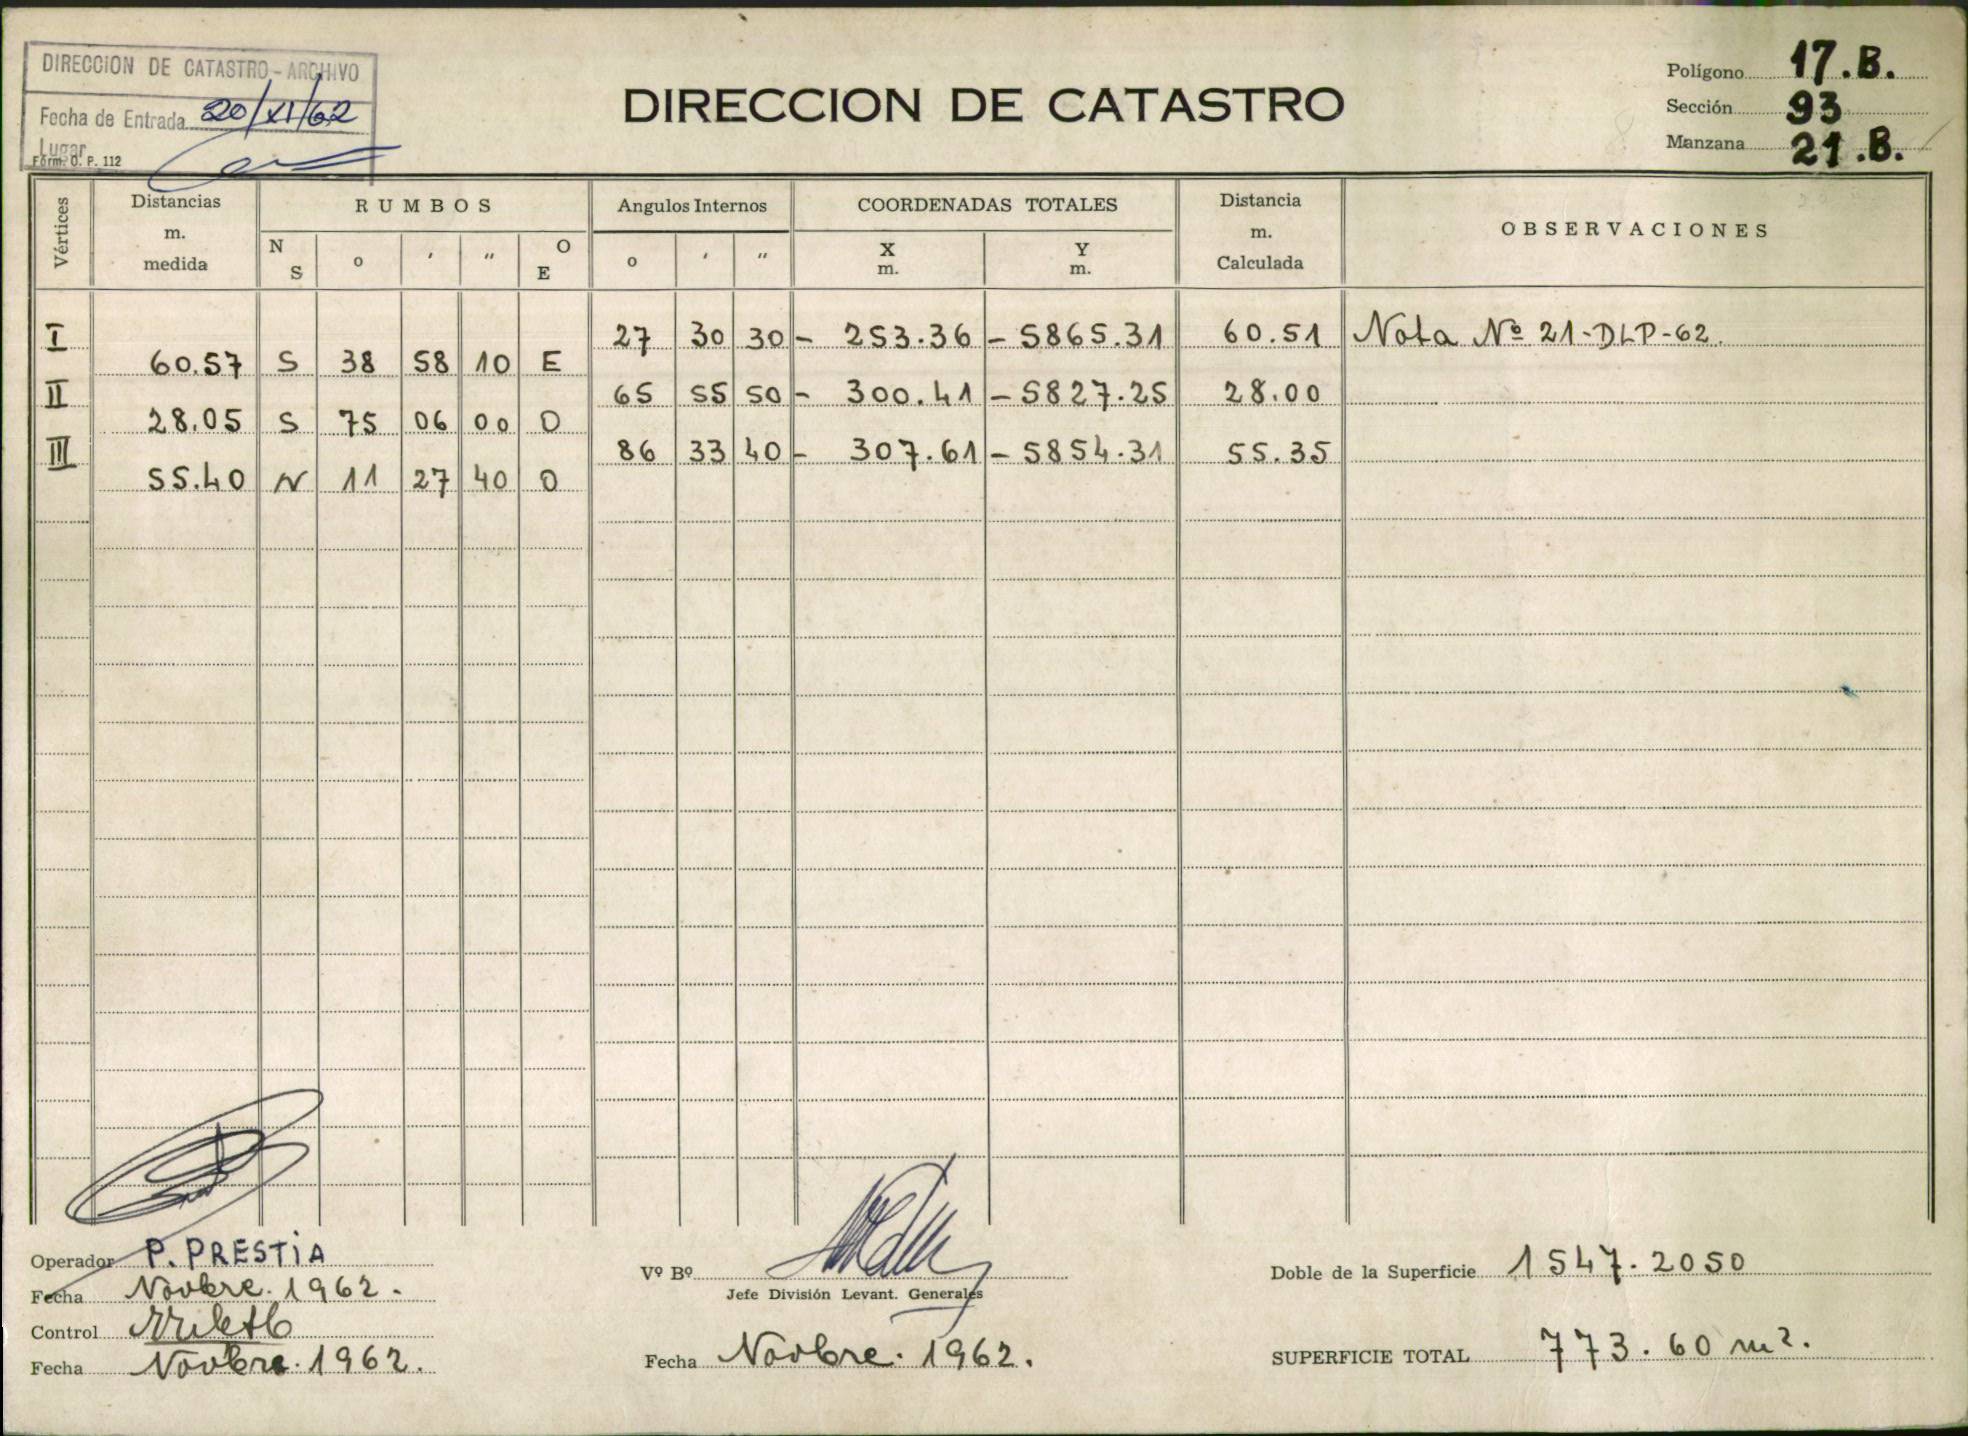 DIRECCION DE CATASTRO-ARCHIVO
Fecha de Entrada 20/XI/62
Lugar
Form. O. P. 112
DIRECCION DE CATASTRO
Polígono 17.B.
Sección 93
Manzana 21.B.
Vértices Distancias m. medida RUMBOS Angulos Internos COORDENADAS TOTALES Distancia m. Calculada OBSERVACIONES
N S o ' " O E o ' " X m. Y m.
I 27 30 30 - 253.36 - 5865.31 60.51 Nota Nº 21-DLP-62.
60.57 S 38 58 10 E
II 65 55 50 - 300.41 - 5827.25 28.00
28.05 S 75 06 00 O
III 86 33 40 - 307.61 - 5854.31 55.35
55.40 N 11 27 40 O
Operador P. PRESTIA
Fecha Novbre. 1962.
Control
Fecha Novbre. 1962.
Vº Bº
Jefe División Levant. Generales
Fecha Novbre. 1962.
Doble de la Superficie 1547.2050
SUPERFICIE TOTAL 773.60 m².